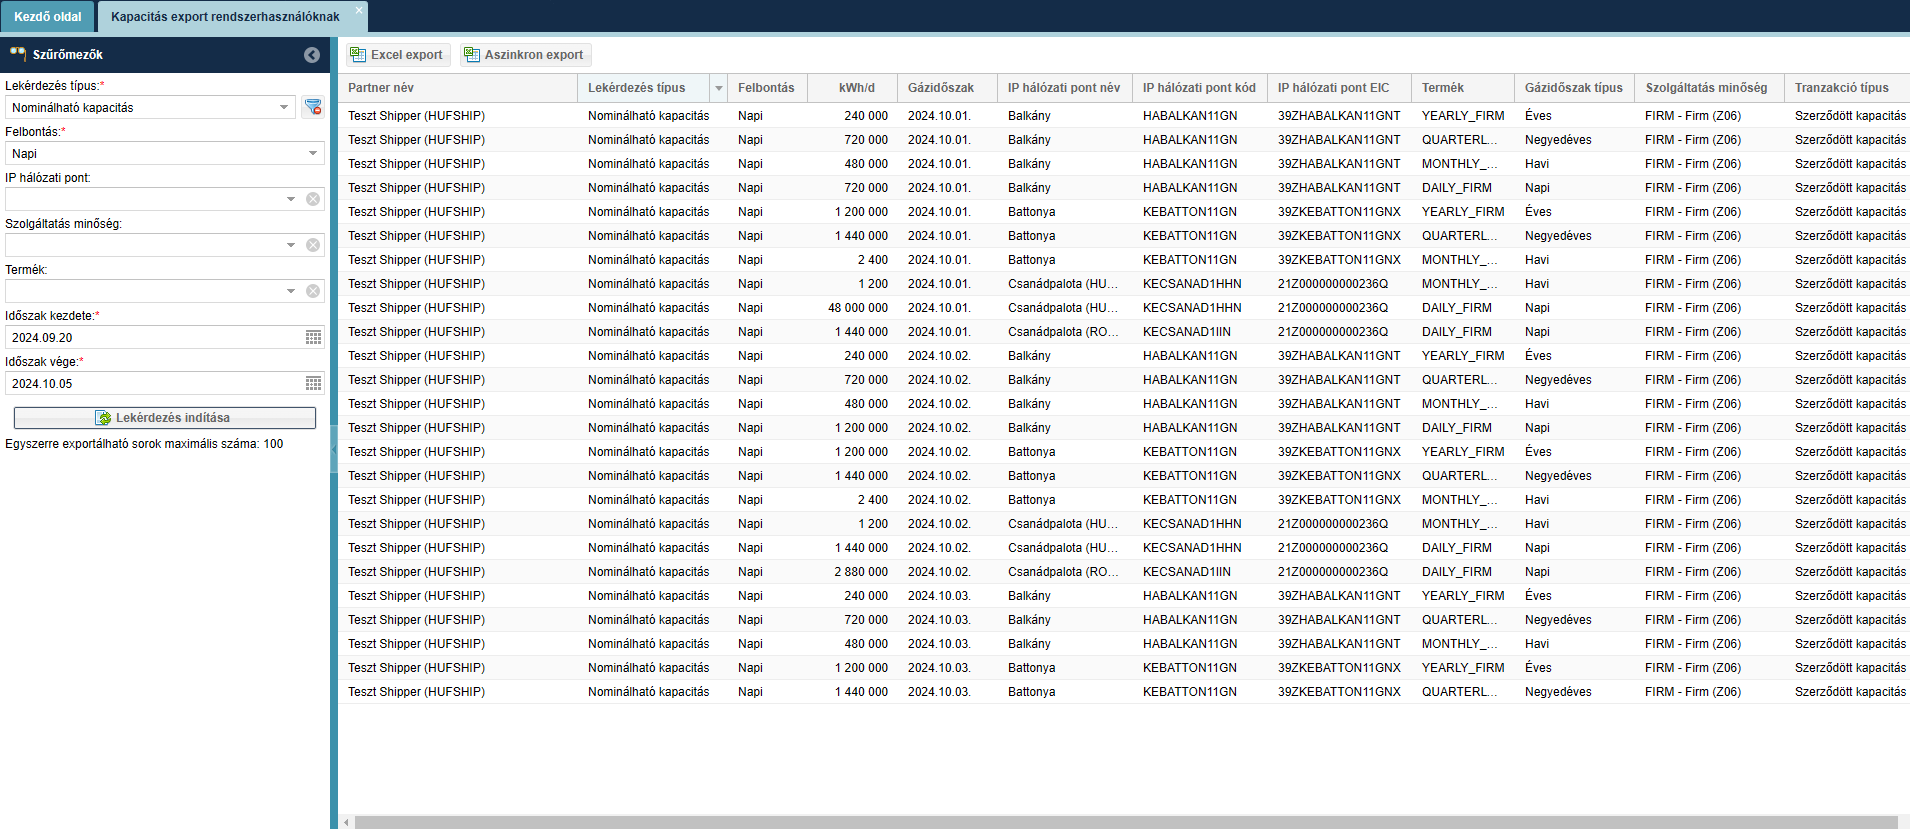 Kezdő oldal
Kapacitás export rendszerhasználóknak
Szűrőmezők
Lekérdezés típus:*
Nominálható kapacitás
Felbontás:*
Napi
IP hálózati pont:
Szolgáltatás minőség:
Termék:
Időszak kezdete:*
2024.09.20
Időszak vége:*
2024.10.05
Lekérdezés indítása
Egyszerre exportálható sorok maximális száma: 100
Excel export Aszinkron export
Partner név Lekérdezés típus Felbontás kWh/d Gázidőszak IP hálózati pont név IP hálózati pont kód IP hálózati pont EIC Termék Gázidőszak típus Szolgáltatás minőség Tranzakció típus
Teszt Shipper (HUFSHIP) Nominálható kapacitás Napi 240 000 2024.10.01. Balkány HABALKAN11GN 39ZHABALKAN11GNT YEARLY_FIRM Éves FIRM - Firm (Z06) Szerződött kapacitás
Teszt Shipper (HUFSHIP) Nominálható kapacitás Napi 720 000 2024.10.01. Balkány HABALKAN11GN 39ZHABALKAN11GNT QUARTERL... Negyedéves FIRM - Firm (Z06) Szerződött kapacitás
Teszt Shipper (HUFSHIP) Nominálható kapacitás Napi 480 000 2024.10.01. Balkány HABALKAN11GN 39ZHABALKAN11GNT MONTHLY_... Havi FIRM - Firm (Z06) Szerződött kapacitás
Teszt Shipper (HUFSHIP) Nominálható kapacitás Napi 720 000 2024.10.01. Balkány HABALKAN11GN 39ZHABALKAN11GNT DAILY_FIRM Napi FIRM - Firm (Z06) Szerződött kapacitás
Teszt Shipper (HUFSHIP) Nominálható kapacitás Napi 1 200 000 2024.10.01. Battonya KEBATTON11GN 39ZKEBATTON11GNX YEARLY_FIRM Éves FIRM - Firm (Z06) Szerződött kapacitás
Teszt Shipper (HUFSHIP) Nominálható kapacitás Napi 1 440 000 2024.10.01. Battonya KEBATTON11GN 39ZKEBATTON11GNX QUARTERL... Negyedéves FIRM - Firm (Z06) Szerződött kapacitás
Teszt Shipper (HUFSHIP) Nominálható kapacitás Napi 2 400 2024.10.01. Battonya KEBATTON11GN 39ZKEBATTON11GNX MONTHLY_... Havi FIRM - Firm (Z06) Szerződött kapacitás
Teszt Shipper (HUFSHIP) Nominálható kapacitás Napi 1 200 2024.10.01. Csanádpalota (HU... KECSANAD1HHN 21Z000000000236Q MONTHLY_... Havi FIRM - Firm (Z06) Szerződött kapacitás
Teszt Shipper (HUFSHIP) Nominálható kapacitás Napi 48 000 000 2024.10.01. Csanádpalota (HU... KECSANAD1HHN 21Z000000000236Q DAILY_FIRM Napi FIRM - Firm (Z06) Szerződött kapacitás
Teszt Shipper (HUFSHIP) Nominálható kapacitás Napi 1 440 000 2024.10.01. Csanádpalota (RO... KECSANAD1IIN 21Z000000000236Q DAILY_FIRM Napi FIRM - Firm (Z06) Szerződött kapacitás
Teszt Shipper (HUFSHIP) Nominálható kapacitás Napi 240 000 2024.10.02. Balkány HABALKAN11GN 39ZHABALKAN11GNT YEARLY_FIRM Éves FIRM - Firm (Z06) Szerződött kapacitás
Teszt Shipper (HUFSHIP) Nominálható kapacitás Napi 720 000 2024.10.02. Balkány HABALKAN11GN 39ZHABALKAN11GNT QUARTERL... Negyedéves FIRM - Firm (Z06) Szerződött kapacitás
Teszt Shipper (HUFSHIP) Nominálható kapacitás Napi 480 000 2024.10.02. Balkány HABALKAN11GN 39ZHABALKAN11GNT MONTHLY_... Havi FIRM - Firm (Z06) Szerződött kapacitás
Teszt Shipper (HUFSHIP) Nominálható kapacitás Napi 1 200 000 2024.10.02. Balkány HABALKAN11GN 39ZHABALKAN11GNT DAILY_FIRM Napi FIRM - Firm (Z06) Szerződött kapacitás
Teszt Shipper (HUFSHIP) Nominálható kapacitás Napi 1 200 000 2024.10.02. Battonya KEBATTON11GN 39ZKEBATTON11GNX YEARLY_FIRM Éves FIRM - Firm (Z06) Szerződött kapacitás
Teszt Shipper (HUFSHIP) Nominálható kapacitás Napi 1 440 000 2024.10.02. Battonya KEBATTON11GN 39ZKEBATTON11GNX QUARTERL... Negyedéves FIRM - Firm (Z06) Szerződött kapacitás
Teszt Shipper (HUFSHIP) Nominálható kapacitás Napi 2 400 2024.10.02. Battonya KEBATTON11GN 39ZKEBATTON11GNX MONTHLY_... Havi FIRM - Firm (Z06) Szerződött kapacitás
Teszt Shipper (HUFSHIP) Nominálható kapacitás Napi 1 200 2024.10.02. Csanádpalota (HU... KECSANAD1HHN 21Z000000000236Q MONTHLY_... Havi FIRM - Firm (Z06) Szerződött kapacitás
Teszt Shipper (HUFSHIP) Nominálható kapacitás Napi 1 440 000 2024.10.02. Csanádpalota (HU... KECSANAD1HHN 21Z000000000236Q DAILY_FIRM Napi FIRM - Firm (Z06) Szerződött kapacitás
Teszt Shipper (HUFSHIP) Nominálható kapacitás Napi 2 880 000 2024.10.02. Csanádpalota (RO... KECSANAD1IIN 21Z000000000236Q DAILY_FIRM Napi FIRM - Firm (Z06) Szerződött kapacitás
Teszt Shipper (HUFSHIP) Nominálható kapacitás Napi 240 000 2024.10.03. Balkány HABALKAN11GN 39ZHABALKAN11GNT YEARLY_FIRM Éves FIRM - Firm (Z06) Szerződött kapacitás
Teszt Shipper (HUFSHIP) Nominálható kapacitás Napi 720 000 2024.10.03. Balkány HABALKAN11GN 39ZHABALKAN11GNT QUARTERL... Negyedéves FIRM - Firm (Z06) Szerződött kapacitás
Teszt Shipper (HUFSHIP) Nominálható kapacitás Napi 480 000 2024.10.03. Balkány HABALKAN11GN 39ZHABALKAN11GNT MONTHLY_... Havi FIRM - Firm (Z06) Szerződött kapacitás
Teszt Shipper (HUFSHIP) Nominálható kapacitás Napi 1 200 000 2024.10.03. Battonya KEBATTON11GN 39ZKEBATTON11GNX YEARLY_FIRM Éves FIRM - Firm (Z06) Szerződött kapacitás
Teszt Shipper (HUFSHIP) Nominálható kapacitás Napi 1 440 000 2024.10.03. Battonya KEBATTON11GN 39ZKEBATTON11GNX QUARTERL... Negyedéves FIRM - Firm (Z06) Szerződött kapacitás